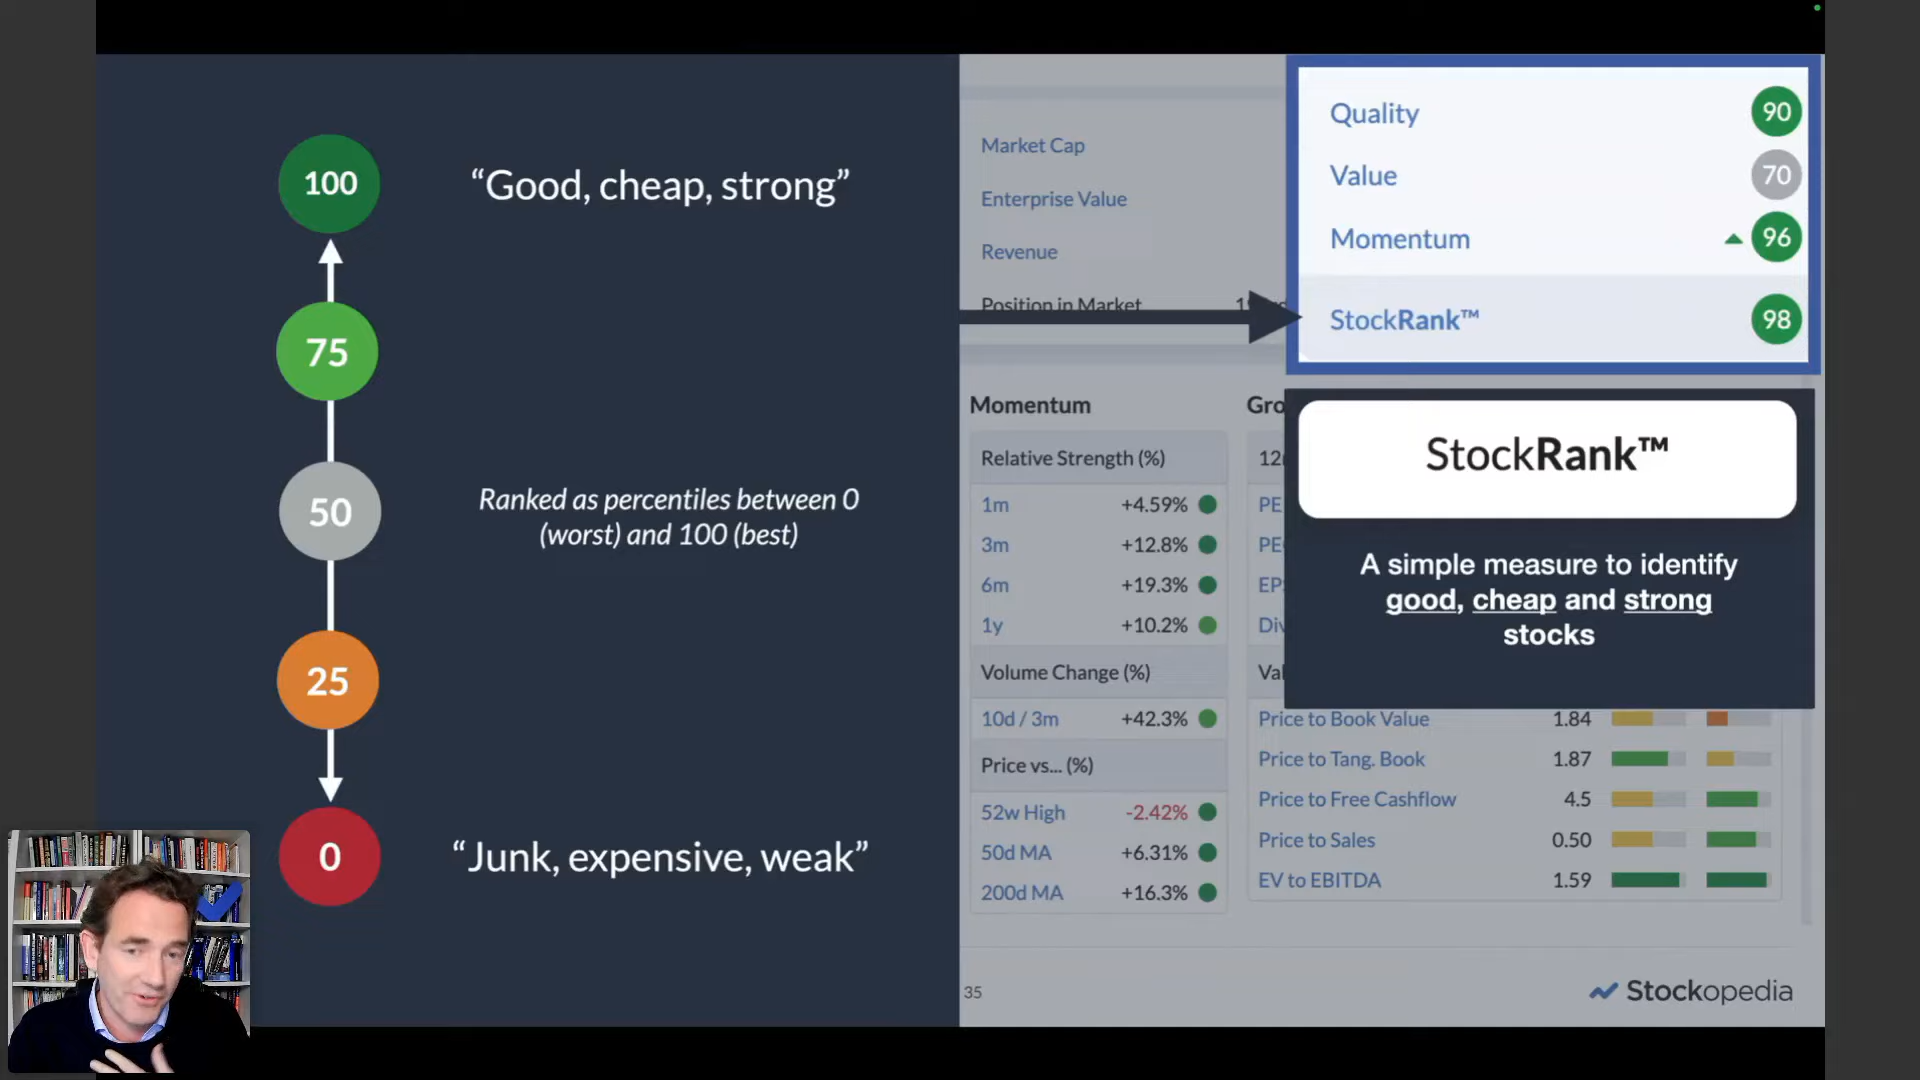 100
“Good, cheap, strong”
75
50
Ranked as percentiles between 0
(worst) and 100 (best)
25
0
“Junk, expensive, weak”
Market Cap
Enterprise Value
Revenue
Position in Market
Quality 90
Value 70
Momentum 96
StockRank™ 98
StockRank™
A simple measure to identify
good, cheap and strong
stocks
Momentum
Relative Strength (%)
1m +4.59%
3m +12.8%
6m +19.3%
1y +10.2%
Volume Change (%)
10d / 3m +42.3%
Price vs... (%)
52w High -2.42%
50d MA +6.31%
200d MA +16.3%
Price to Book Value 1.84
Price to Tang. Book 1.87
Price to Free Cashflow 4.5
Price to Sales 0.50
EV to EBITDA 1.59
35
Stockopedia